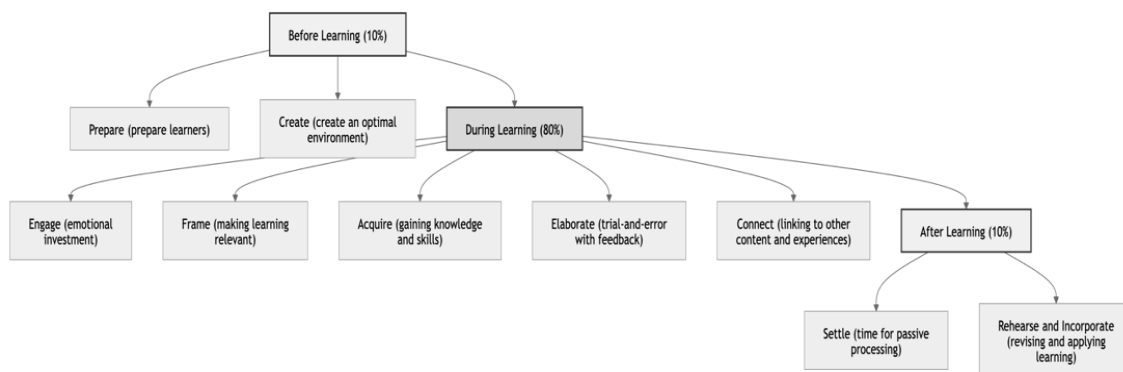 Before Learning (10%)
Prepare (prepare learners)
Create (create an optimal
environment)
During Learning (80%)
Engage (emotional
investment)
Frame (making learning
relevant)
Acquire (gaining knowledge
and skills)
Elaborate (trial-and-error
with feedback)
Connect (linking to other
content and experiences)
After Learning (10%)
Settle (time for passive
processing)
Rehearse and Incorporate
(revising and applying
learning)